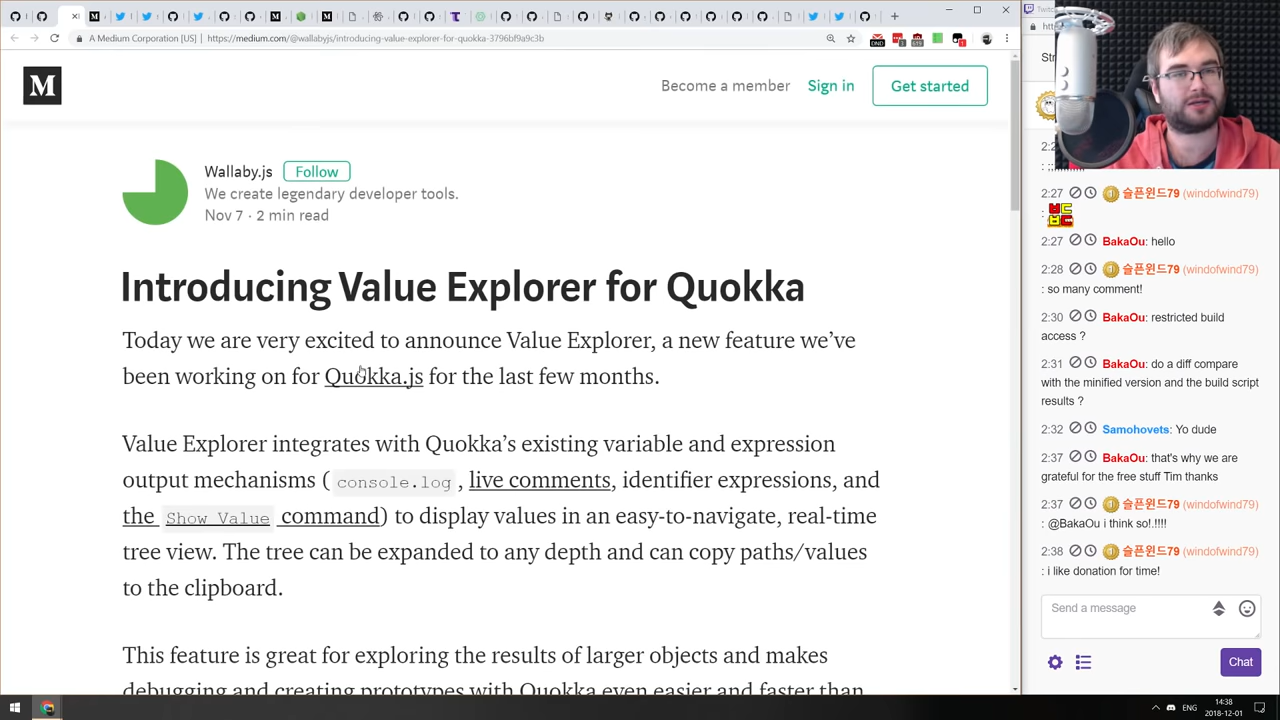 A Medium Corporation [US]
https://medium.com/@wallabyjs/introducing-value-explorer-for-quokka-3796bf9a9c3b
M
Become a member
Sign in
Get started
Wallaby.js
Follow
We create legendary developer tools.
Nov 7 · 2 min read
Introducing Value Explorer for Quokka
Today we are very excited to announce Value Explorer, a new feature we've
been working on for Quokka.js for the last few months.
Value Explorer integrates with Quokka's existing variable and expression
output mechanisms ( console.log , live comments, identifier expressions, and
the Show Value command) to display values in an easy-to-navigate, real-time
tree view. The tree can be expanded to any depth and can copy paths/values
to the clipboard.
This feature is great for exploring the results of larger objects and makes
debugging and creating prototypes with Quokka even easier and faster than
2:27 슬픈윈드79 (windofwind79)
:
2:27 BakaOu: hello
2:28 슬픈윈드79 (windofwind79)
: so many comment!
2:30 BakaOu: restricted build
access ?
2:31 BakaOu: do a diff compare
with the minified version and the build script
results ?
2:32 Samohovets: Yo dude
2:37 BakaOu: that's why we are
grateful for the free stuff Tim thanks
2:37 슬픈윈드79 (windofwind79)
: @BakaOu i think so!.!!!!
2:38 슬픈윈드79 (windofwind79)
: i like donation for time!
Send a message
Chat
ENG
14:38
2018-12-01